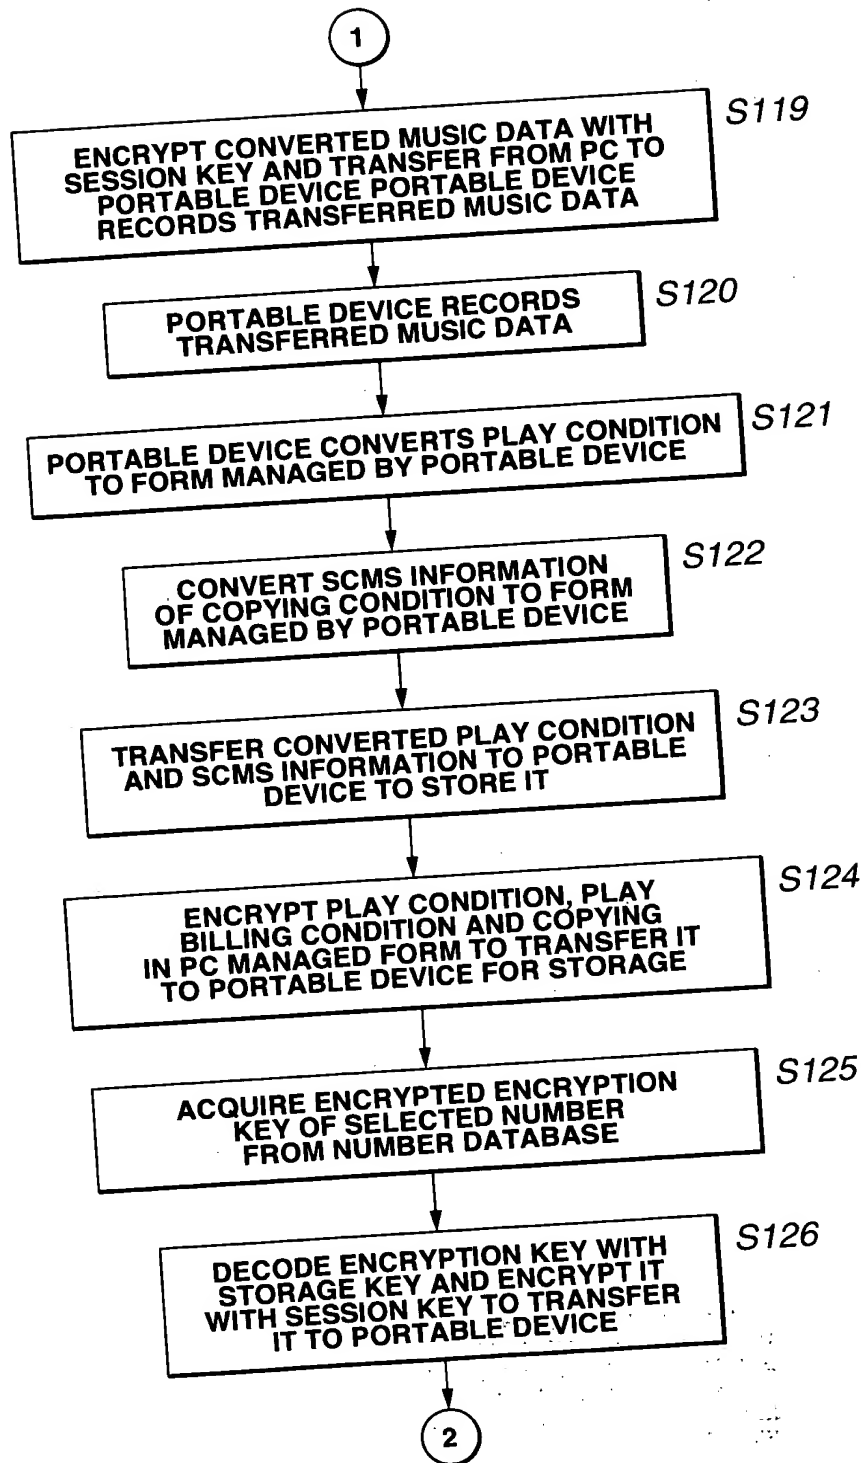 1
S119
ENCRYPT CONVERTED MUSIC DATA WITH
SESSION KEY AND TRANSFER FROM PC TO
PORTABLE DEVICE PORTABLE DEVICE
RECORDS TRANSFERRED MUSIC DATA
S120
PORTABLE DEVICE RECORDS
TRANSFERRED MUSIC DATA
S121
PORTABLE DEVICE CONVERTS PLAY CONDITION
TO FORM MANAGED BY PORTABLE DEVICE
S122
CONVERT SCMS INFORMATION
OF COPYING CONDITION TO FORM
MANAGED BY PORTABLE DEVICE
S123
TRANSFER CONVERTED PLAY CONDITION
AND SCMS INFORMATION TO PORTABLE
DEVICE TO STORE IT
S124
ENCRYPT PLAY CONDITION, PLAY
BILLING CONDITION AND COPYING
IN PC MANAGED FORM TO TRANSFER IT
TO PORTABLE DEVICE FOR STORAGE
S125
ACQUIRE ENCRYPTED ENCRYPTION
KEY OF SELECTED NUMBER
FROM NUMBER DATABASE
S126
DECODE ENCRYPTION KEY WITH
STORAGE KEY AND ENCRYPT IT
WITH SESSION KEY TO TRANSFER
IT TO PORTABLE DEVICE
2